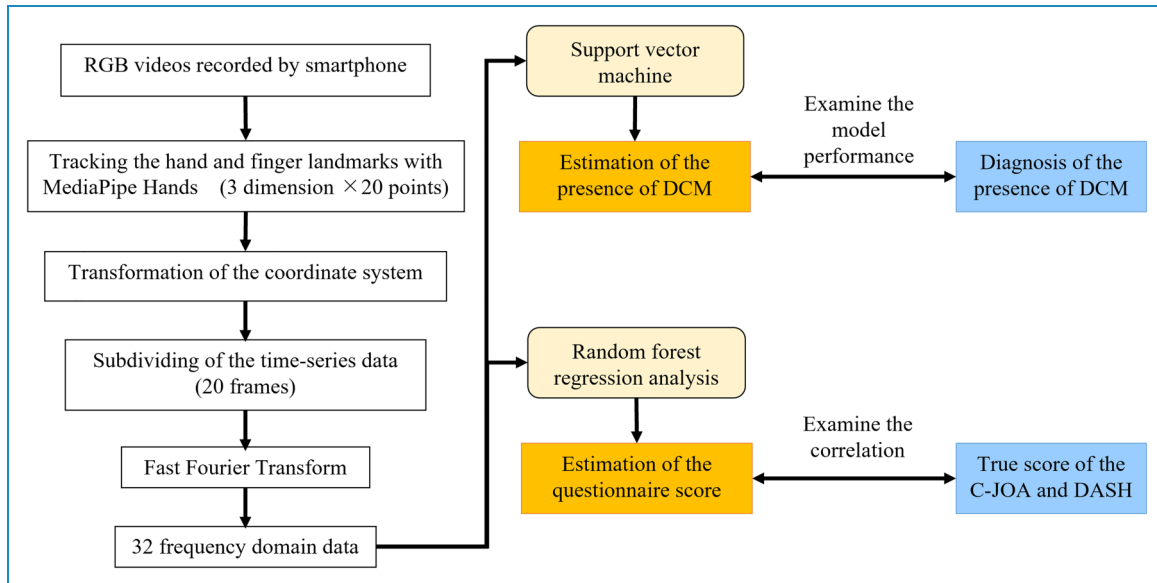 RGB videos recorded by smartphone
Tracking the hand and finger landmarks with
MediaPipe Hands (3 dimension ×20 points)
Transformation of the coordinate system
Subdividing of the time-series data
(20 frames)
Fast Fourier Transform
32 frequency domain data
Support vector
machine
Estimation of the
presence of DCM
Examine the
model
performance
Diagnosis of the
presence of DCM
Random forest
regression analysis
Estimation of the
questionnaire score
Examine the
correlation
True score of the
C-JOA and DASH